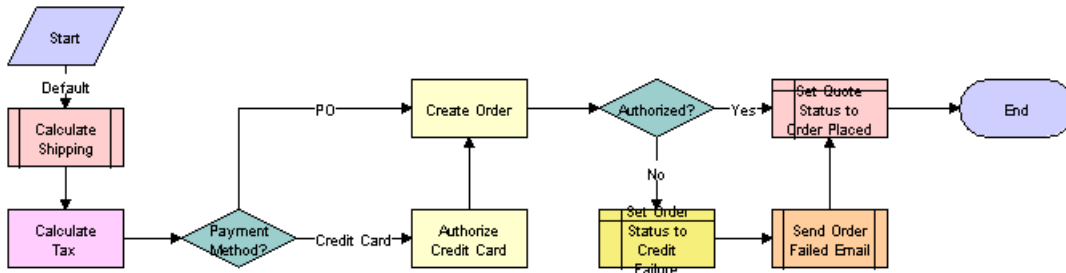 Start
Default
Calculate
Shipping
Calculate
Tax
Payment
Method?
PO
Credit Card
Create Order
Authorize
Credit Card
Authorized?
Yes
No
Set Order
Status to
Credit
Failure
Send Order
Failed Email
Set Quote
Status to
Order Placed
End